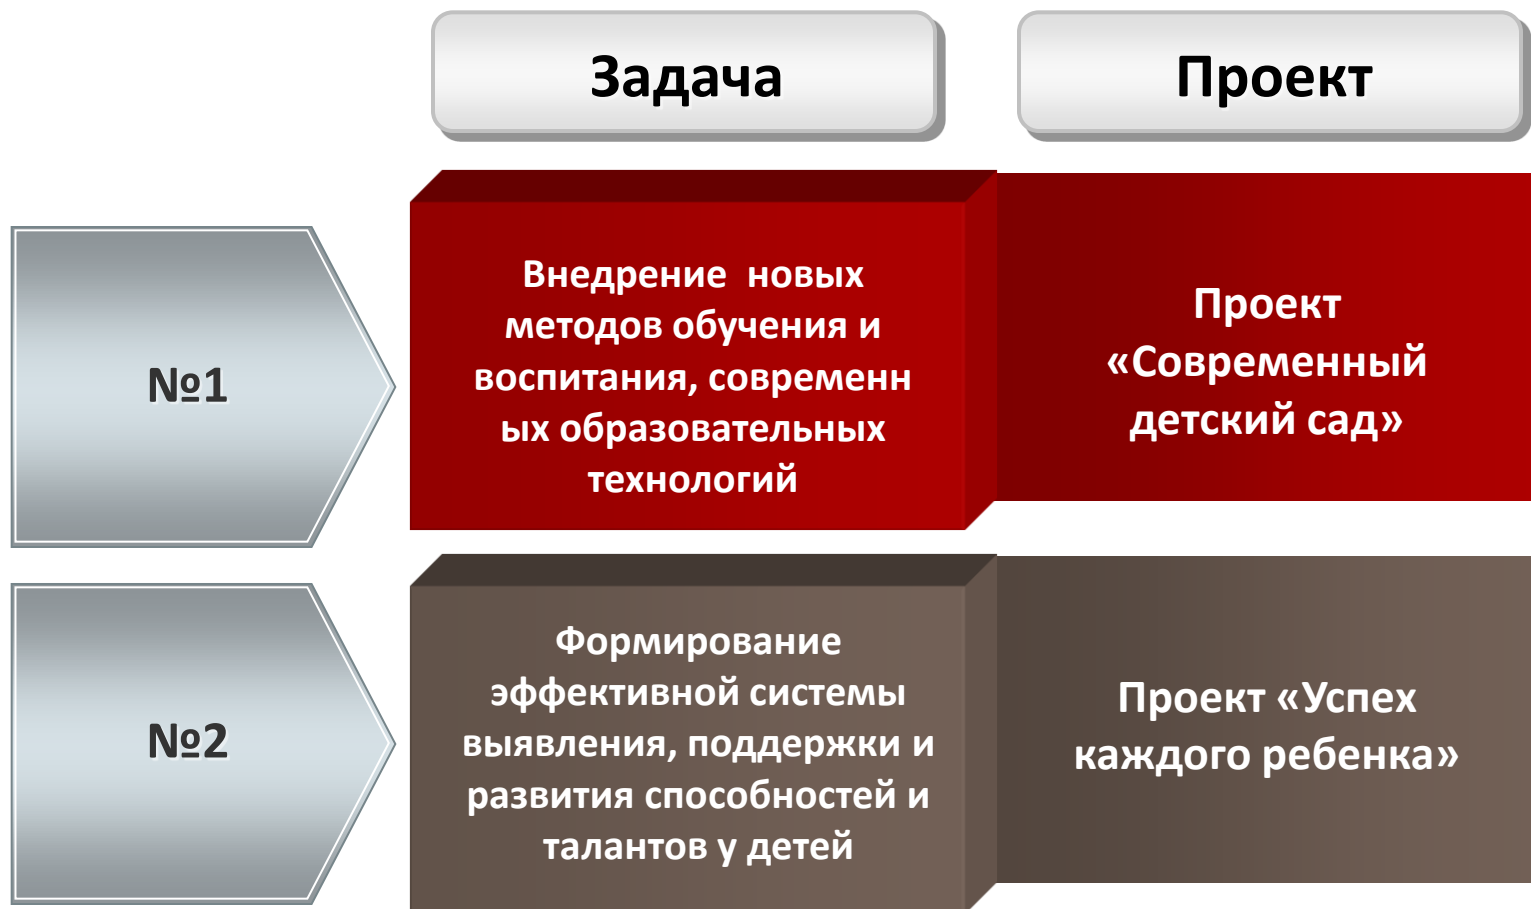 Задача
Проект
№1
Внедрение  новых
методов обучения и
воспитания, современн
ых образовательных
технологий
Проект
«Современный
детский сад»
№2
Формирование
эффективной системы
выявления, поддержки и
развития способностей и
талантов у детей
Проект «Успех
каждого ребенка»